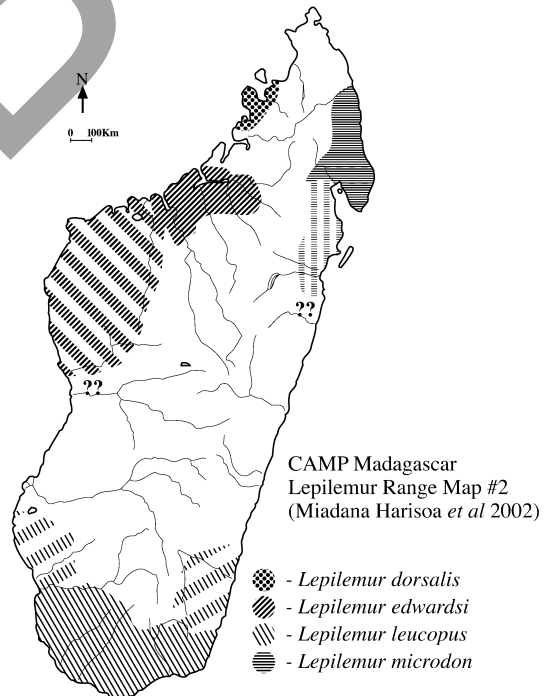 N
0 100Km
??
??
CAMP Madagascar
Lepilemur Range Map #2
(Miadana Harisoa et al 2002)
- Lepilemur dorsalis
- Lepilemur edwardsi
- Lepilemur leucopus
- Lepilemur microdon